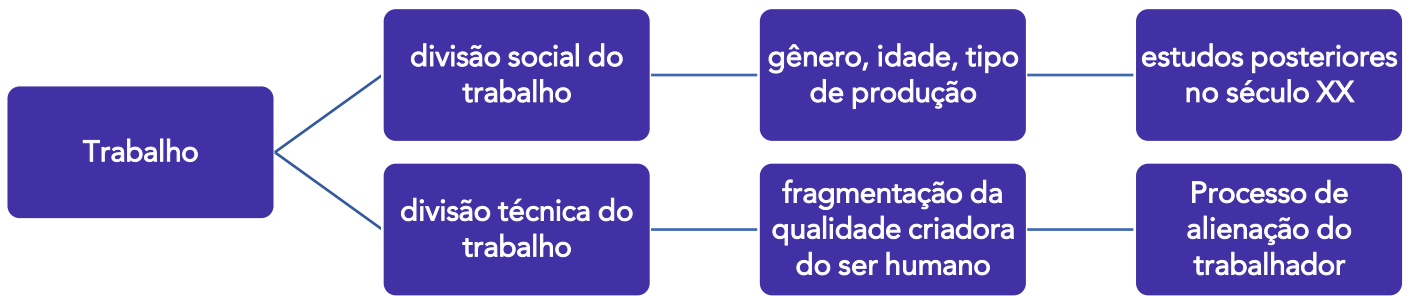 Trabalho
divisão social do
trabalho
gênero, idade, tipo
de produção
estudos posteriores
no século XX
divisão técnica do
trabalho
fragmentação da
qualidade criadora
do ser humano
Processo de
alienação do
trabalhador